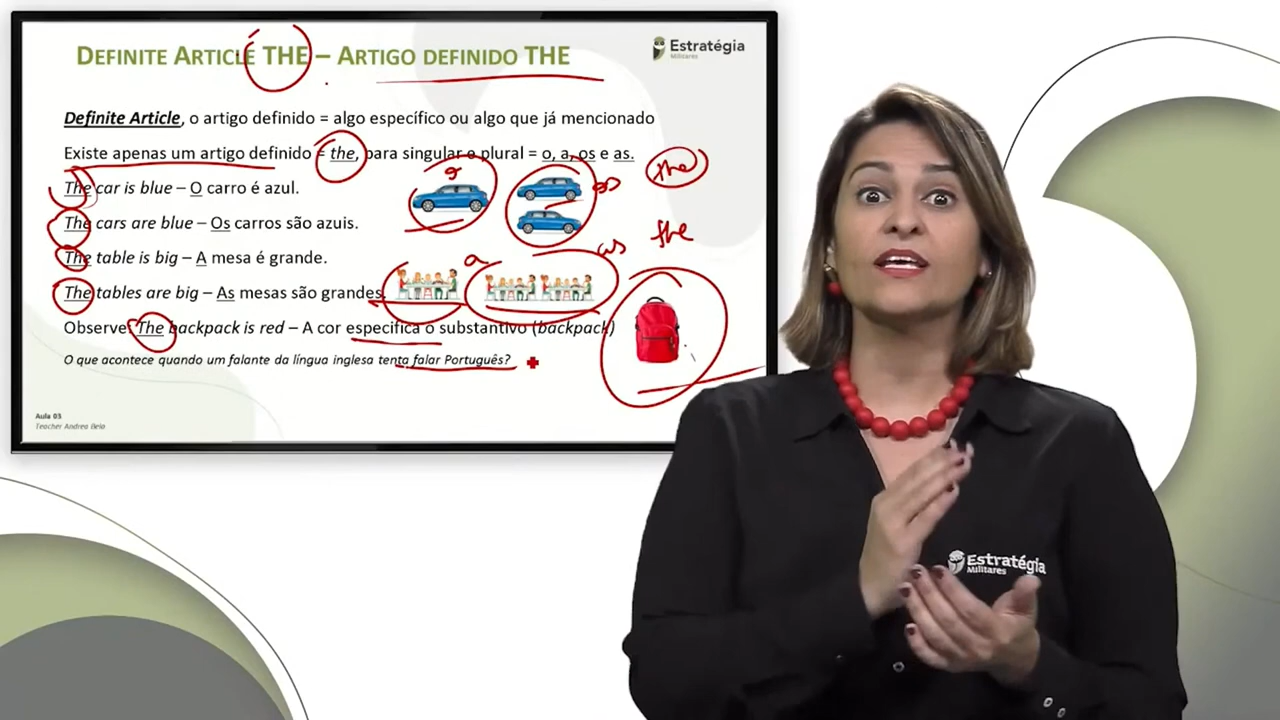 DEFINITE ARTICLE THE – ARTIGO DEFINIDO THE
Estratégia
Militares
Definite Article, o artigo definido = algo específico ou algo que já mencionado
Existe apenas um artigo definido = the, para singular e plural = o, a, os e as.
the
The car is blue – O carro é azul.
os
The cars are blue – Os carros são azuis.
the
The table is big – A mesa é grande.
a
as
The tables are big – As mesas são grandes.
Observe: The backpack is red – A cor especifica o substantivo (backpack)
O que acontece quando um falante da língua inglesa tenta falar Português?
Aula 03
Teacher Andrea Belo
Estratégia
Militares